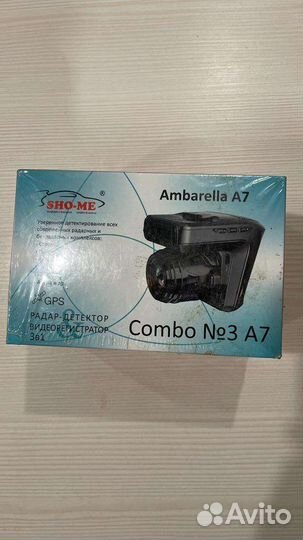 SHO-ME
Ambarella A7
Уверенное детектирование всех
современных радарных и
комплексов:
GPS
РАДАР-ДЕТЕКТОР
ВИДЕОРЕГИСТРАТОР
3в1
Combo №3 A7
Avito